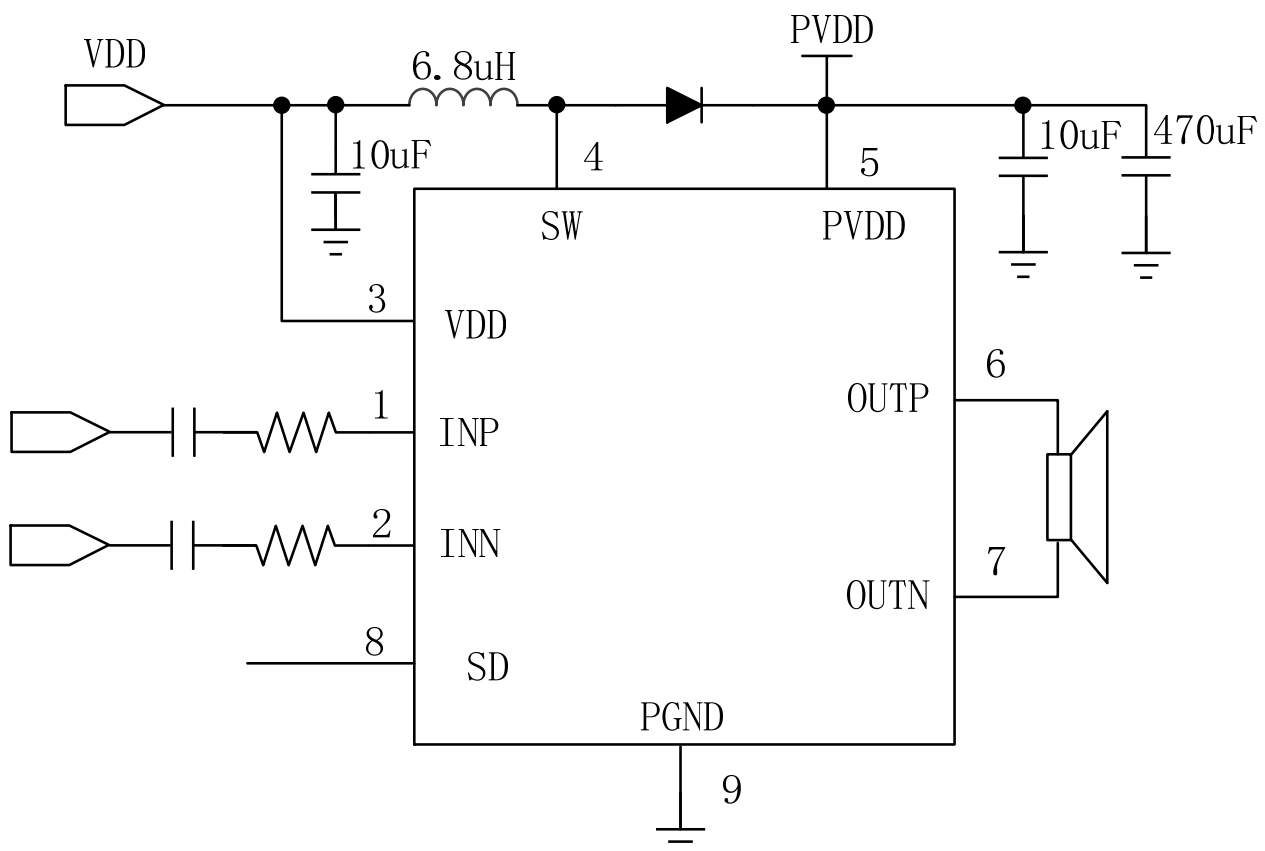 PVDD
VDD
6.8uH
10uF
4
5
10uF
470uF
SW
PVDD
3
VDD
1
INP
2
INN
8
SD
6
OUTP
7
OUTN
PGND
9